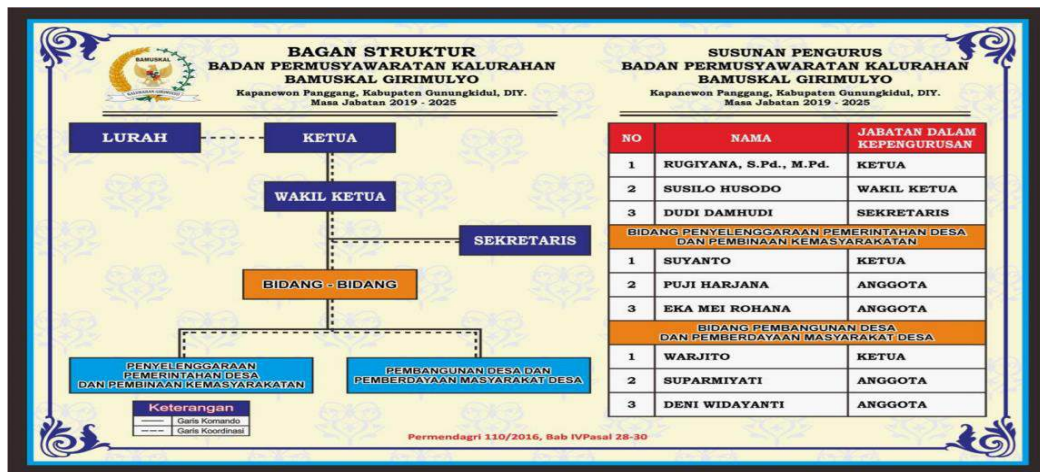 BAMUSKAL
KALURAHAN GIRIMULYO
BAGAN STRUKTUR
BADAN PERMUSYAWARATAN KALURAHAN
BAMUSKAL GIRIMULYO
Kapanewon Panggang, Kabupaten Gunungkidul, DIY.
Masa Jabatan 2019 - 2025
LURAH
KETUA
WAKIL KETUA
SEKRETARIS
BIDANG - BIDANG
PENYELENGGARAAN
PEMERINTAHAN DESA
DAN PEMBINAAN KEMASYARAKATAN
PEMBANGUNAN DESA DAN
PEMBERDAYAAN MASYARAKAT DESA
Keterangan
Garis Komando
Garis Koordinasi
SUSUNAN PENGURUS
BADAN PERMUSYAWARATAN KALURAHAN
BAMUSKAL GIRIMULYO
Kapanewon Panggang, Kabupaten Gunungkidul, DIY.
Masa Jabatan 2019 - 2025
NO NAMA JABATAN DALAM
KEPENGURUSAN
1 RUGIYANA, S.Pd., M.Pd. KETUA
2 SUSILO HUSODO WAKIL KETUA
3 DUDI DAMHUDI SEKRETARIS
BIDANG PENYELENGGARAAN PEMERINTAHAN DESA
DAN PEMBINAAN KEMASYARAKATAN
1 SUYANTO KETUA
2 PUJI HARJANA ANGGOTA
3 EKA MEI ROHANA ANGGOTA
BIDANG PEMBANGUNAN DESA
DAN PEMBERDAYAAN MASYARAKAT DESA
1 WARJITO KETUA
2 SUPARMIYATI ANGGOTA
3 DENI WIDAYANTI ANGGOTA
Permendagri 110/2016, Bab IVPasal 28-30